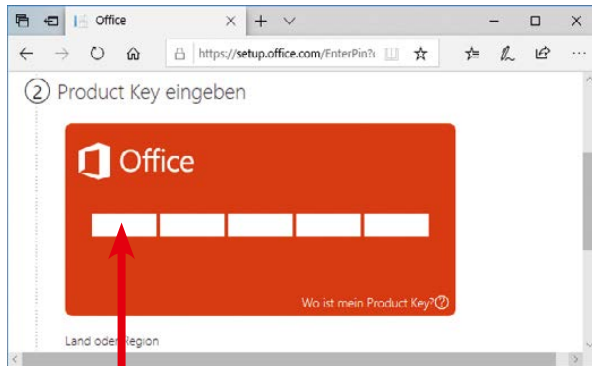 Office
https://setup.office.com/EnterPin?
2 Product Key eingeben
Office
Wo ist mein Product Key??
Land oder Region